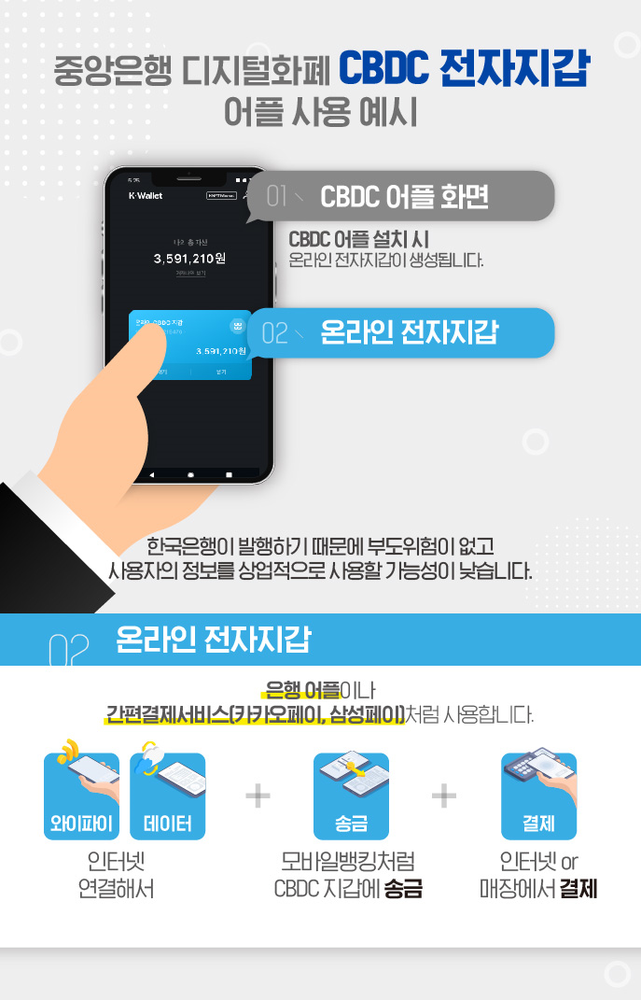 중앙은행 디지털화폐 CBDC 전자지갑
어플 사용 예시
5:25
K·Wallet
01 CBDC 어플 화면
나의 총 자산
CBDC 어플 설치 시
3,591,210원
온라인 전자지갑이 생성됩니다.
02 온라인 전자지갑
온라인 CBDC 지갑
3,591,210원
한국은행이 발행하기 때문에 부도위험이 없고
사용자의 정보를 상업적으로 사용할 가능성이 낮습니다.
02 온라인 전자지갑
은행 어플이나
간편결제서비스(카카오페이, 삼성페이)처럼 사용합니다.
와이파이 데이터 + 송금 + 결제
인터넷 모바일뱅킹처럼 인터넷 or
연결해서 CBDC 지갑에 송금 매장에서 결제